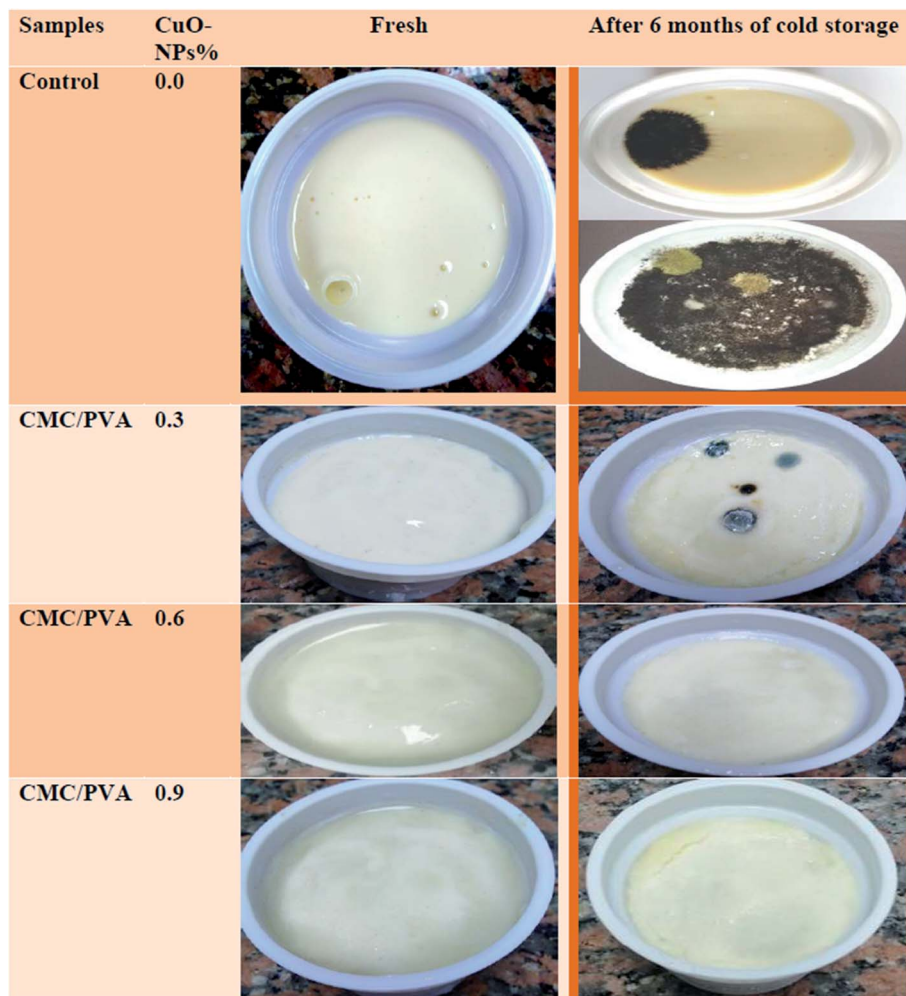 Samples CuO- Fresh After 6 months of cold storage
NPs%
Control 0.0
CMC/PVA 0.3
CMC/PVA 0.6
CMC/PVA 0.9